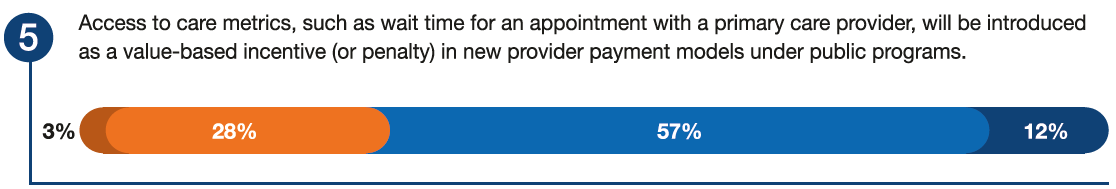 5
Access to care metrics, such as wait time for an appointment with a primary care provider, will be introduced
as a value-based incentive (or penalty) in new provider payment models under public programs.
3% 28% 57% 12%